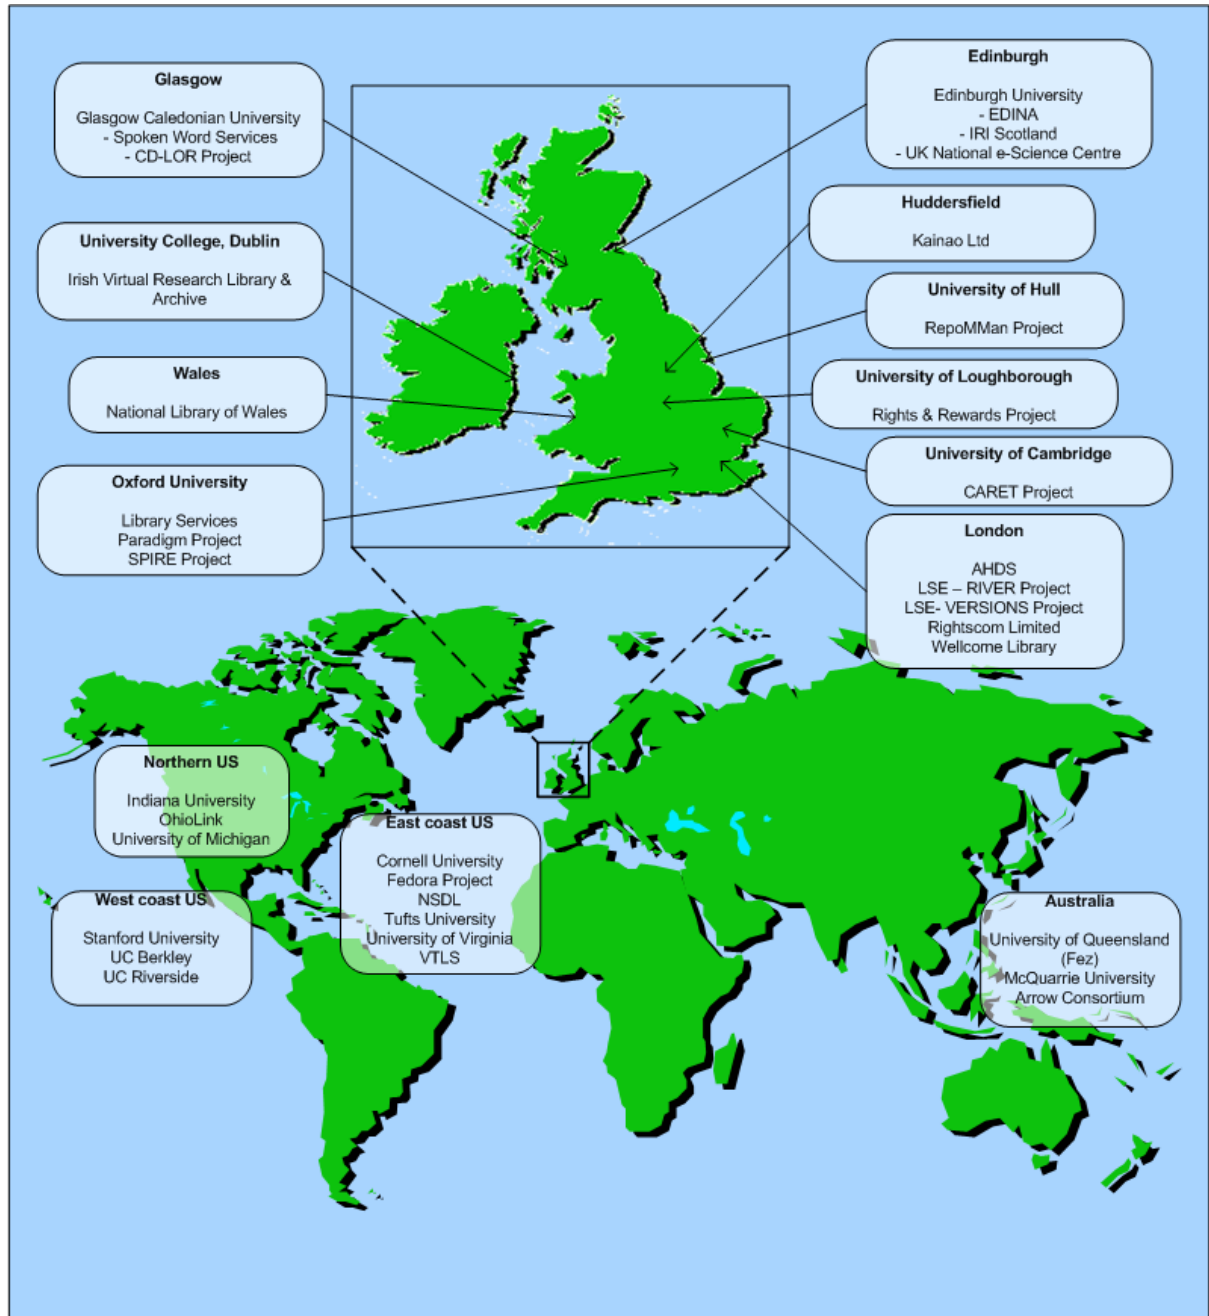 Glasgow
Glasgow Caledonian University
- Spoken Word Services
- CD-LOR Project
Edinburgh
Edinburgh University
- EDINA
- IRI Scotland
- UK National e-Science Centre
Huddersfield
Kainao Ltd
University College, Dublin
Irish Virtual Research Library &
Archive
University of Hull
RepoMMan Project
Wales
National Library of Wales
University of Loughborough
Rights & Rewards Project
University of Cambridge
CARET Project
Oxford University
Library Services
Paradigm Project
SPIRE Project
London
AHDS
LSE – RIVER Project
LSE- VERSIONS Project
Rightscom Limited
Wellcome Library
Northern US
Indiana University
OhioLink
University of Michigan
East coast US
Cornell University
Fedora Project
NSDL
Tufts University
University of Virginia
VTLS
West coast US
Stanford University
UC Berkley
UC Riverside
Australia
University of Queensland
(Fez)
McQuarrie University
Arrow Consortium